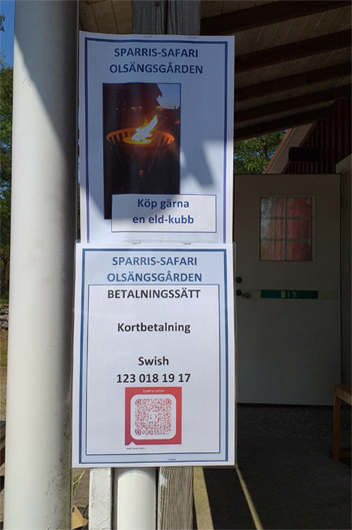 SPARRIS-SAFARI
OLSÄNGSGÅRDEN
Köp gärna
en eld-kubb
SPARRIS-SAFARI
OLSÄNGSGÅRDEN
BETALNINGSSÄTT
Kortbetalning
Swish
123 018 19 17